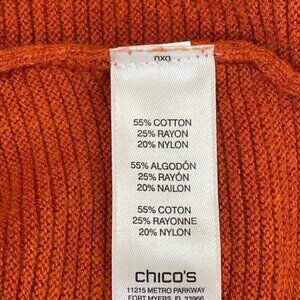 55% COTTON
25% RAYON
20% NYLON
55% ALGODÓN
25% RAYÓN
20% NAILON
55% COTON
25% RAYONNE
20% NYLON
chico's
11215 METRO PARKWAY
FORT MYERS, FL 33966